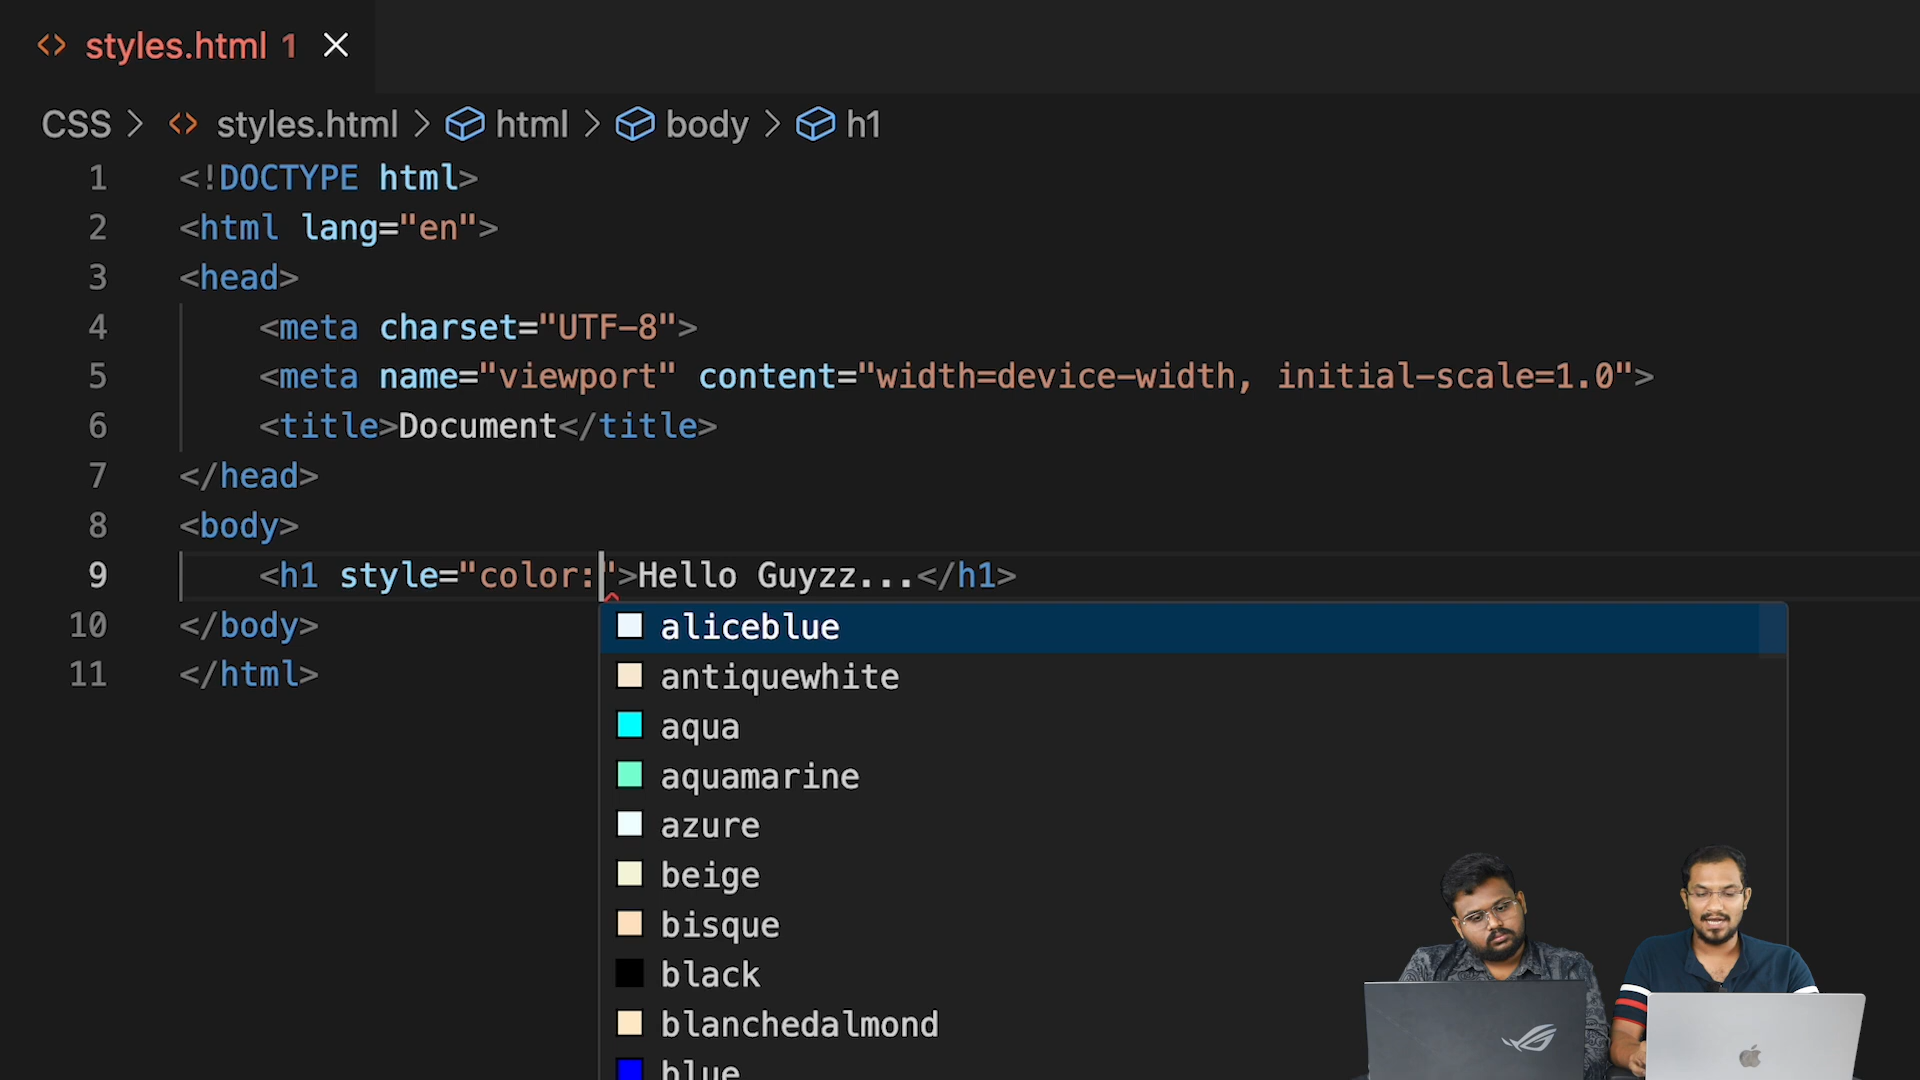 styles.html 1
CSS > styles.html > html > body > h1
1 <!DOCTYPE html>
2 <html lang="en">
3 <head>
4 <meta charset="UTF-8">
5 <meta name="viewport" content="width=device-width, initial-scale=1.0">
6 <title>Document</title>
7 </head>
8 <body>
9 <h1 style="color:">Hello Guyzz...</h1>
10 </body>
11 </html>
aliceblue
antiquewhite
aqua
aquamarine
azure
beige
bisque
black
blanchedalmond
blue